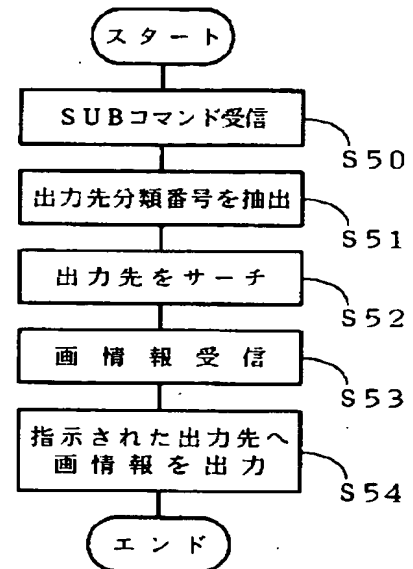 スタート
SUBコマンド受信
S50
出力先分類番号を抽出
S51
出力先をサーチ
S52
画情報受信
S53
指示された出力先へ
画情報を出力
S54
エンド